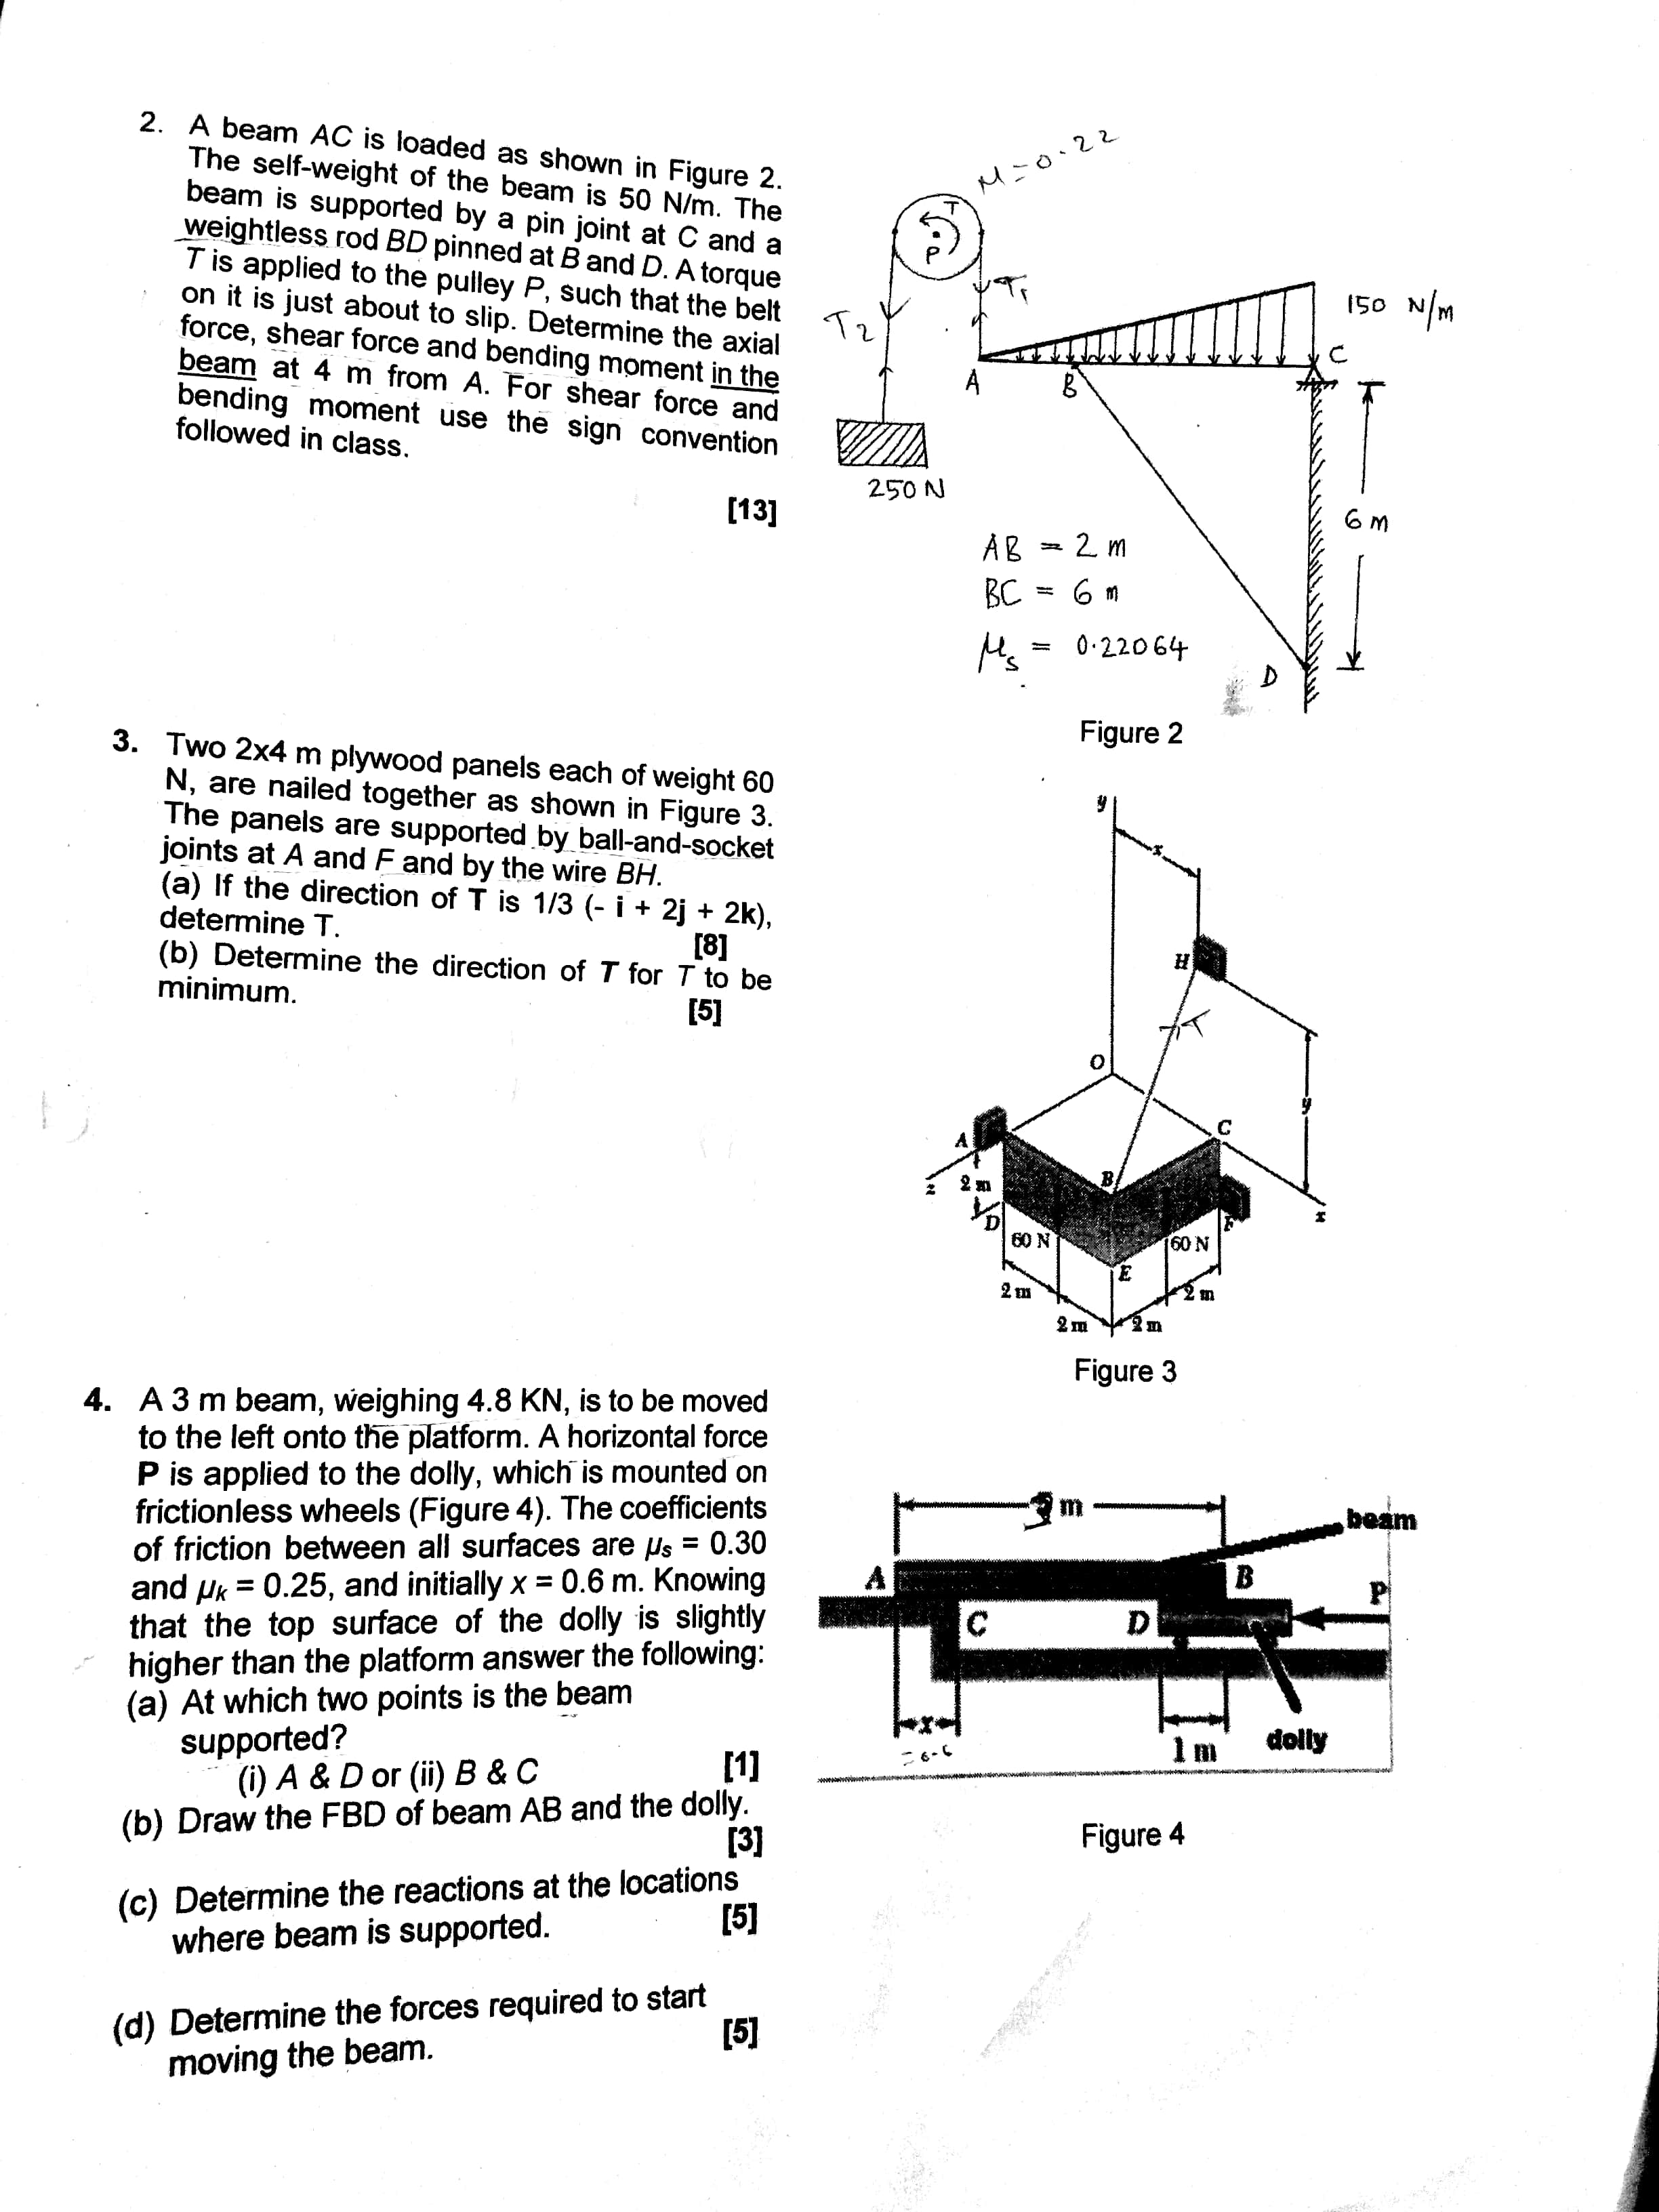 2. A beam AC is loaded as shown in Figure 2.
The self-weight of the beam is 50 N/m. The
beam is supported by a pin joint at C and a
weightless rod BD pinned at B and D. A torque
T is applied to the pulley P, such that the belt
on it is just about to slip. Determine the axial
force, shear force and bending moment in the
beam at 4 m from A. For shear force and
bending moment use the sign convention
followed in class.
[13]
M=0.22
T
P
T1
T2
150 N/m
A
B
C
250 N
6 m
AB = 2 m
BC = 6 m
μs = 0.22064
D
Figure 2
3. Two 2x4 m plywood panels each of weight 60
N, are nailed together as shown in Figure 3.
The panels are supported by ball-and-socket
joints at A and F and by the wire BH.
(a) If the direction of T is 1/3 (- i + 2j + 2k),
determine T.
[8]
(b) Determine the direction of T for T to be
minimum.
[5]
y
x
H
T
O
y
A
C
B
z
2 m
x
D
F
60 N
60 N
E
2 m
2 m
2 m
2 m
Figure 3
4. A 3 m beam, weighing 4.8 KN, is to be moved
to the left onto the platform. A horizontal force
P is applied to the dolly, which is mounted on
frictionless wheels (Figure 4). The coefficients
of friction between all surfaces are μs = 0.30
and μk = 0.25, and initially x = 0.6 m. Knowing
that the top surface of the dolly is slightly
higher than the platform answer the following:
(a) At which two points is the beam
supported?
(i) A & D or (ii) B & C
[1]
(b) Draw the FBD of beam AB and the dolly.
[3]
(c) Determine the reactions at the locations
where beam is supported.
[5]
(d) Determine the forces required to start
moving the beam.
[5]
3 m
beam
A
B
P
C
D
x
= 0.6
1 m
dolly
Figure 4